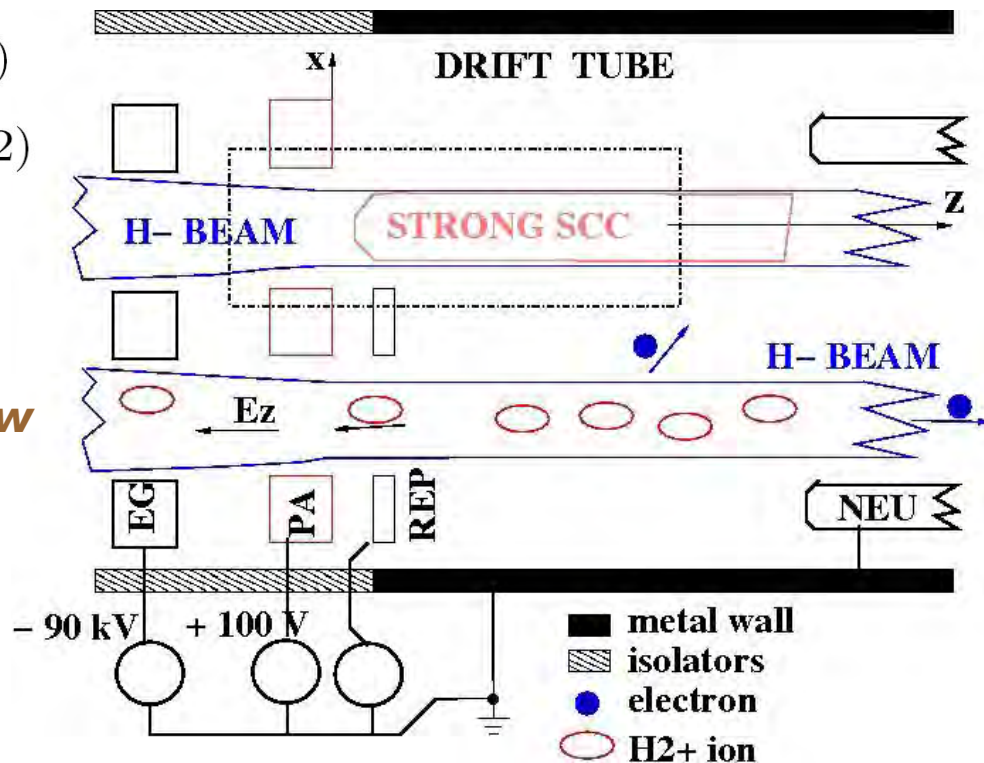 )
x DRIFT TUBE
2)
H– BEAM STRONG SCC z
H– BEAM
w Ez
EG PA REP NEU
– 90 kV + 100 V
metal wall
isolators
electron
H2+ ion